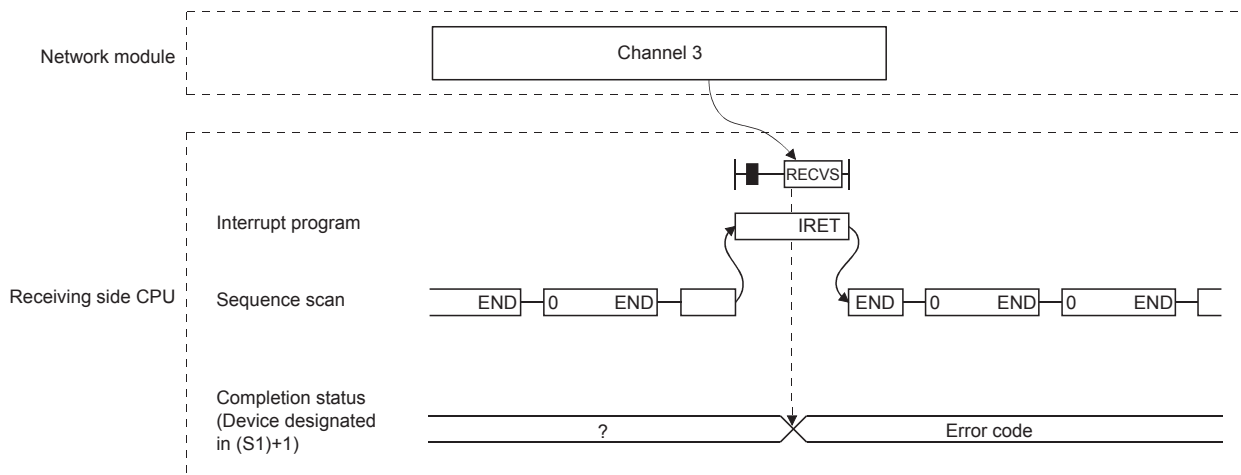 Network module
Channel 3
RECVS
Interrupt program
IRET
Receiving side CPU
Sequence scan
END 0 END END 0 END 0 END
Completion status
(Device designated
in (S1)+1)
?
Error code